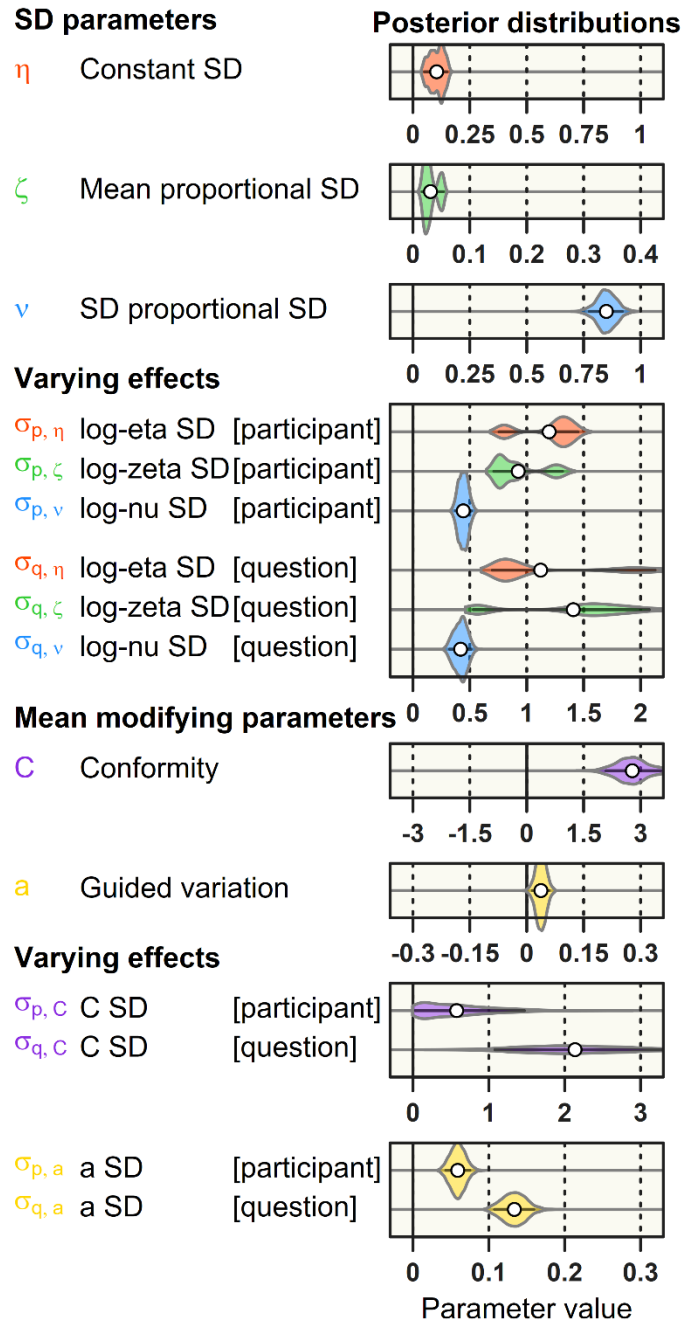 SD parameters Posterior distributions
η Constant SD
0 0.25 0.5 0.75 1
ζ Mean proportional SD
0 0.1 0.2 0.3 0.4
ν SD proportional SD
0 0.25 0.5 0.75 1
Varying effects
σp, η log-eta SD [participant]
σp, ζ log-zeta SD [participant]
σp, ν log-nu SD [participant]
σq, η log-eta SD [question]
σq, ζ log-zeta SD [question]
σq, ν log-nu SD [question]
0 0.5 1 1.5 2
Mean modifying parameters
C Conformity
-3 -1.5 0 1.5 3
a Guided variation
-0.3 -0.15 0 0.15 0.3
Varying effects
σp, C C SD [participant]
σq, C C SD [question]
0 1 2 3
σp, a a SD [participant]
σq, a a SD [question]
0 0.1 0.2 0.3
Parameter value